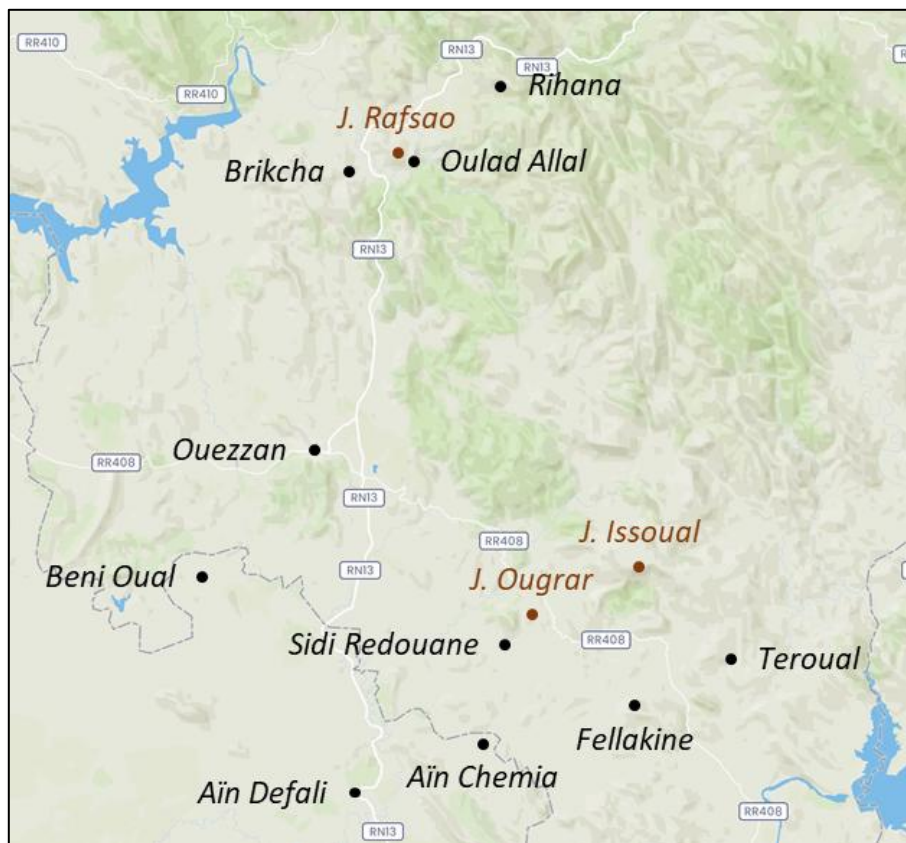 RR410
RN13
RN13
RR410
Rihana
J. Rafsao
Oulad Allal
Brikcha
RN13
Ouezzan
RR408
RN13
RR408
J. Issoual
RN13
Beni Oual
J. Ougrar
Sidi Redouane
RR408
Teroual
Fellakine
Aïn Chemia
Aïn Defali
RN13
RR408